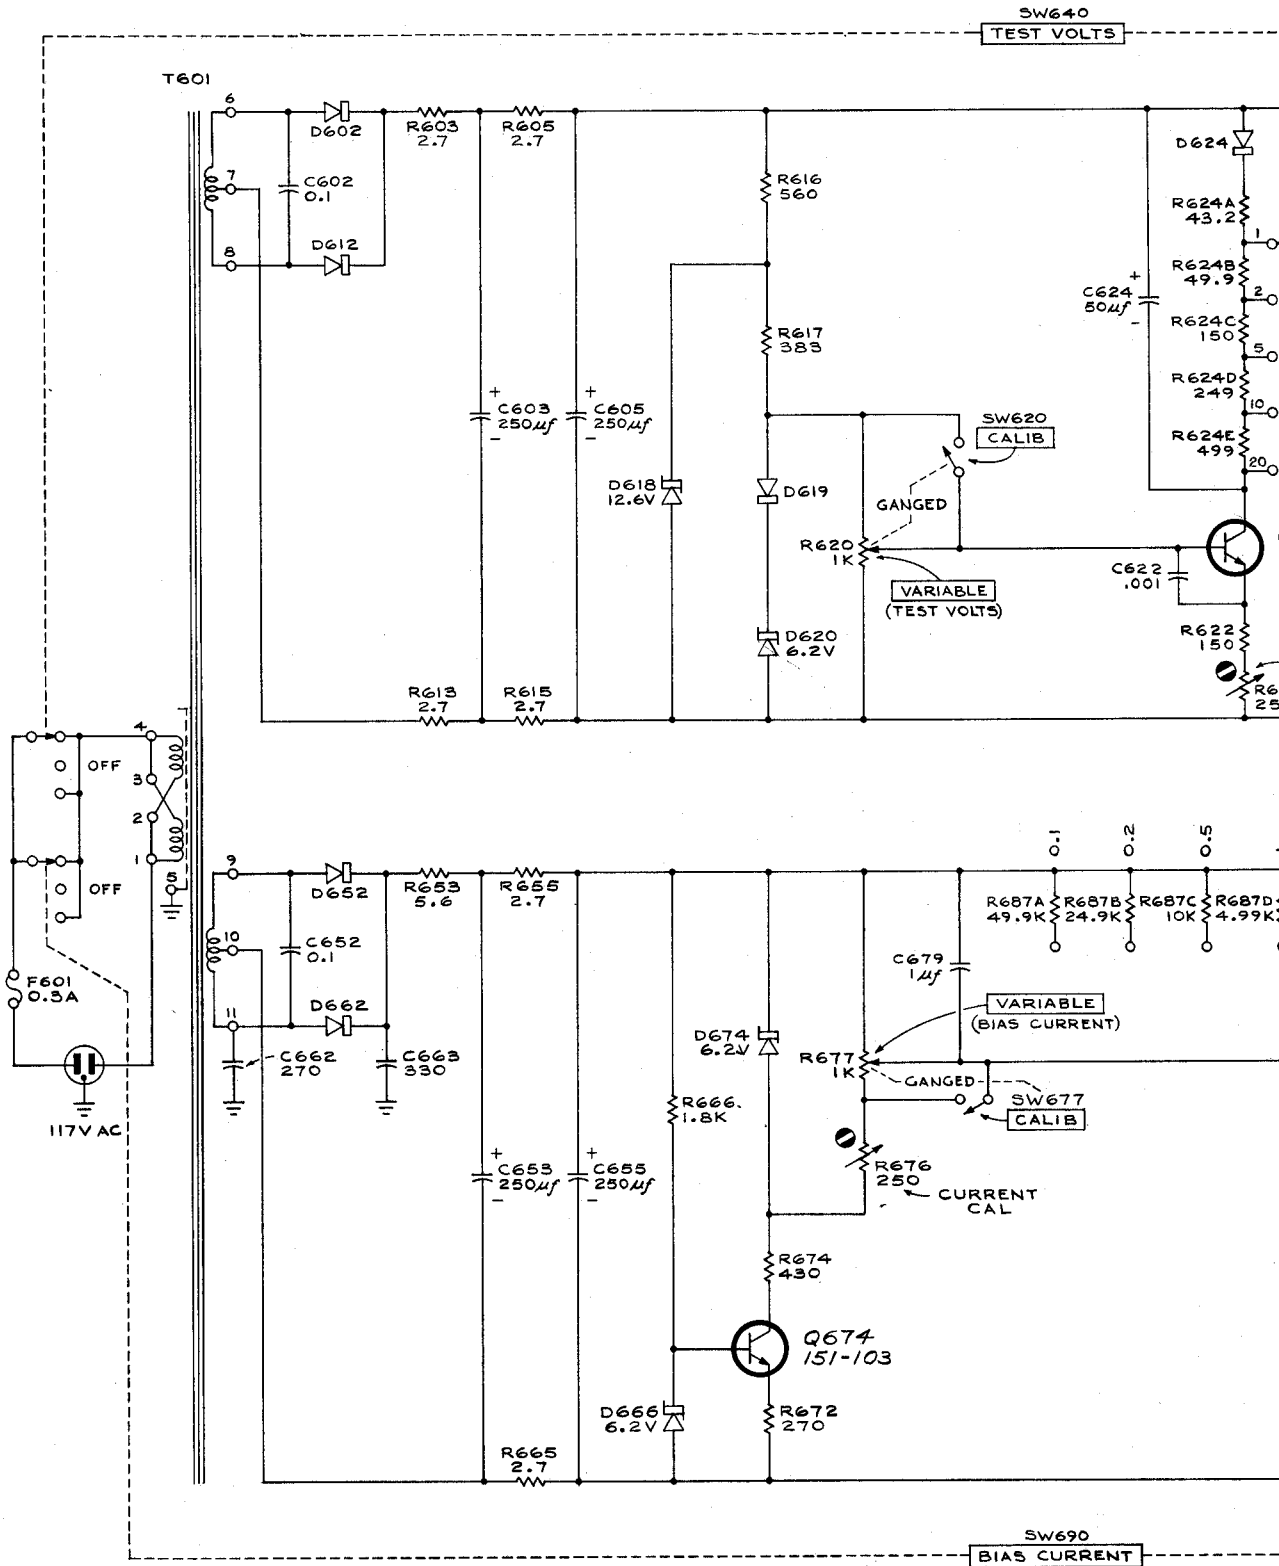 SW640
TEST VOLTS
T601
6
D602
R603
2.7
R605
2.7
D624
7
C602
0.1
R616
560
R624A
43.2
1
8
D612
R624B
49.9
2
C624
50µf
+
-
R617
383
R624C
150
5
R624D
249
10
+
C603
250µf
-
+
C605
250µf
-
SW620
CALIB
R624E
499
20
D618
12.6V
D619
GANGED
R620
1K
VARIABLE
(TEST VOLTS)
C622
.001
D620
6.2V
R622
150
R613
2.7
R615
2.7
4
OFF
3
2
1
5
OFF
9
D652
R653
5.6
R655
2.7
0.1
0.2
0.5
R687A
49.9K
R687B
24.9K
R687C
10K
R687D
4.99K
10
C652
0.1
C679
1µf
F601
0.3A
11
D662
VARIABLE
(BIAS CURRENT)
C662
270
C663
330
D674
6.2V
R677
1K
GANGED
SW677
CALIB
117V AC
R666
1.8K
+
C653
250µf
-
+
C655
250µf
-
R676
250
CURRENT
CAL
R674
430
Q674
151-103
D666
6.2V
R672
270
R665
2.7
SW690
BIAS CURRENT